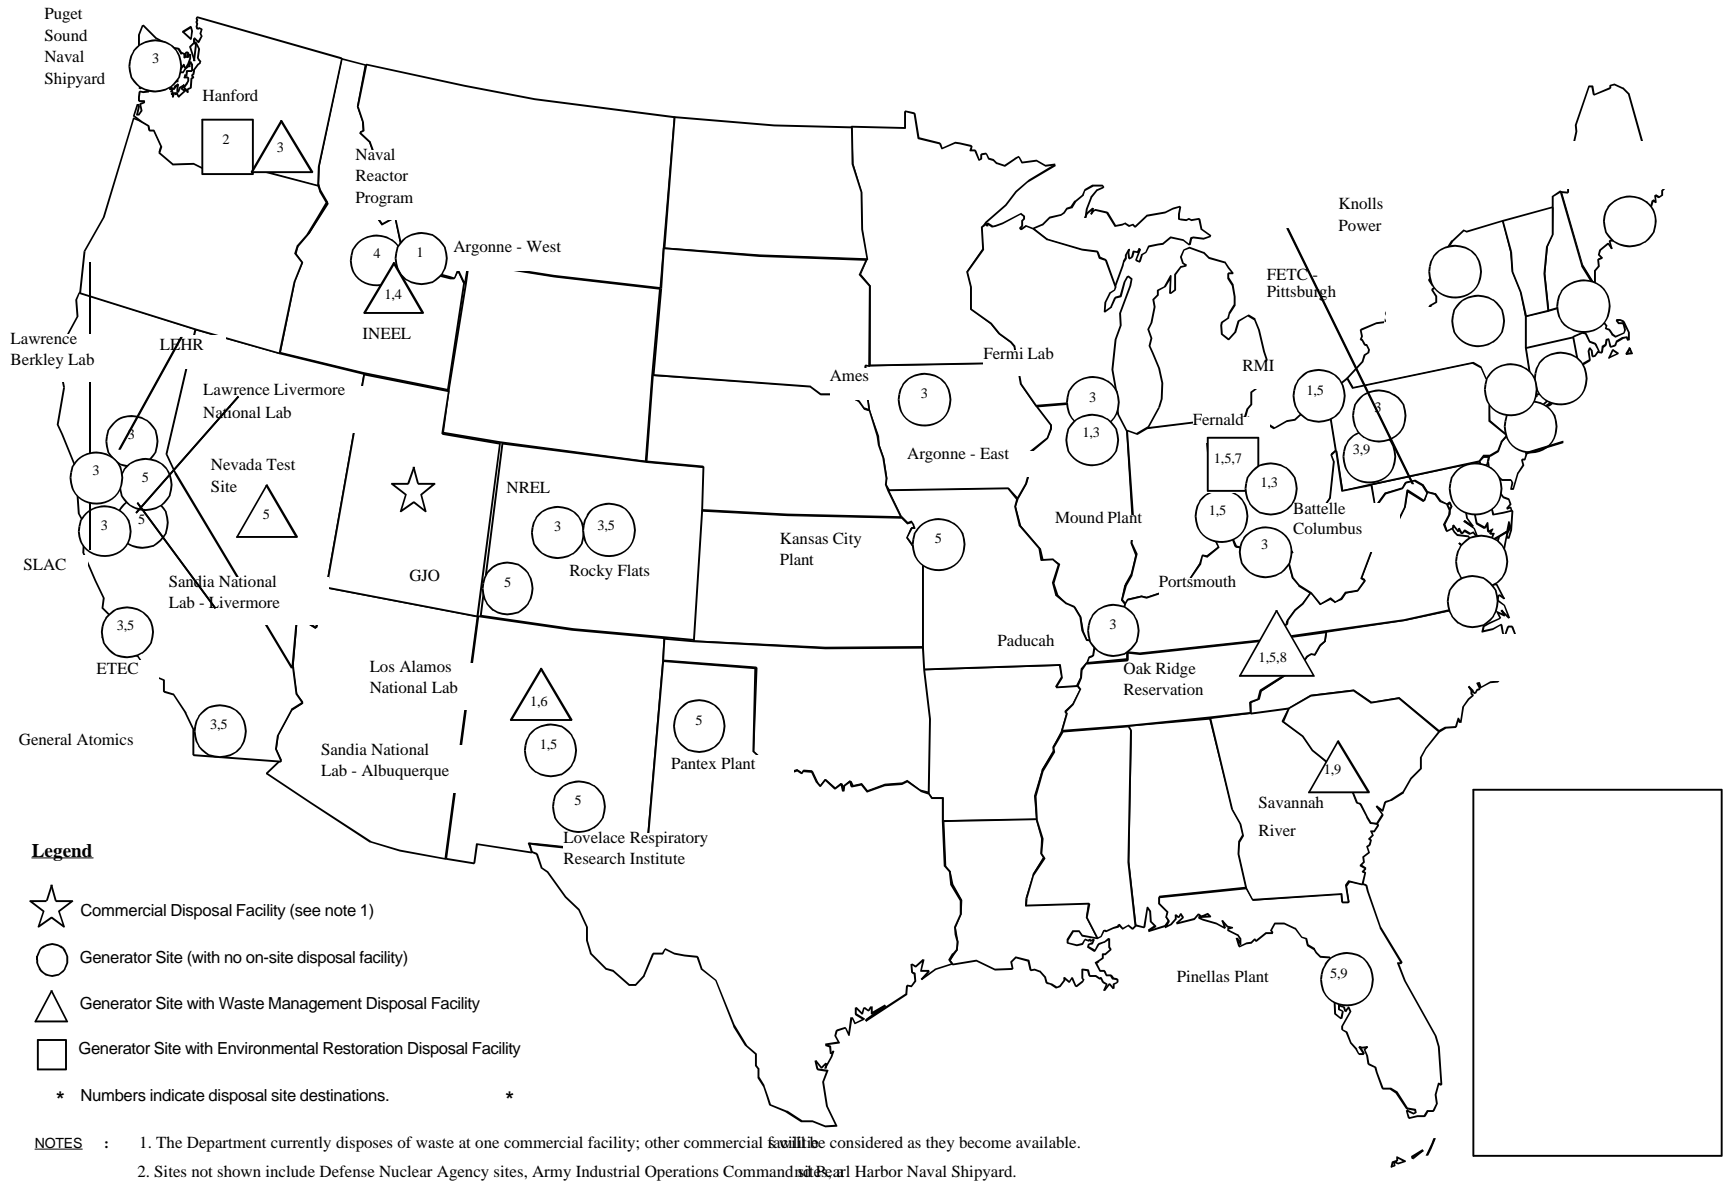 Puget
Sound
Naval
Shipyard
3
Hanford
2
3
Naval
Reactor
Program
4
1
Argonne - West
1,4
INEEL
Knolls
Power
FETC -
Pittsburgh
Lawrence
Berkley Lab
LEHR
Lawrence Livermore
National Lab
3
3
5
5
3
SLAC
Sandia National
Lab - Livermore
Nevada Test
Site
5
3,5
ETEC
General Atomics
3,5
GJO
NREL
3
3,5
Rocky Flats
5
Los Alamos
National Lab
1,6
Sandia National
Lab - Albuquerque
1,5
5
Lovelace Respiratory
Research Institute
5
Pantex Plant
Ames
3
Fermi Lab
3
1,3
Argonne - East
Kansas City
Plant
5
RMI
1,5
3
3,9
Fernald
1,5,7
1,3
Battelle
Columbus
Mound Plant
1,5
3
Portsmouth
Paducah
3
Oak Ridge
Reservation
1,5,8
1,9
Savannah
River
Pinellas Plant
5,9
Legend
Commercial Disposal Facility (see note 1)
Generator Site (with no on-site disposal facility)
Generator Site with Waste Management Disposal Facility
Generator Site with Environmental Restoration Disposal Facility
* Numbers indicate disposal site destinations. *
NOTES : 1. The Department currently disposes of waste at one commercial facility; other commercial be considered as they become available.
2. Sites not shown include Defense Nuclear Agency sites, Army Industrial Operations Command Harbor Naval Shipyard.